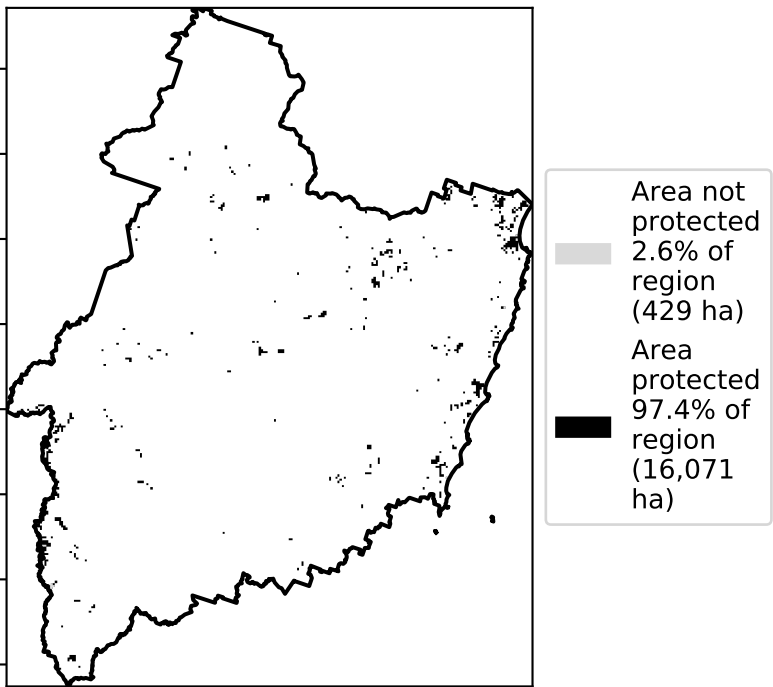 Area not
protected
2.6% of
region
(429 ha)
Area
protected
97.4% of
region
(16,071
ha)